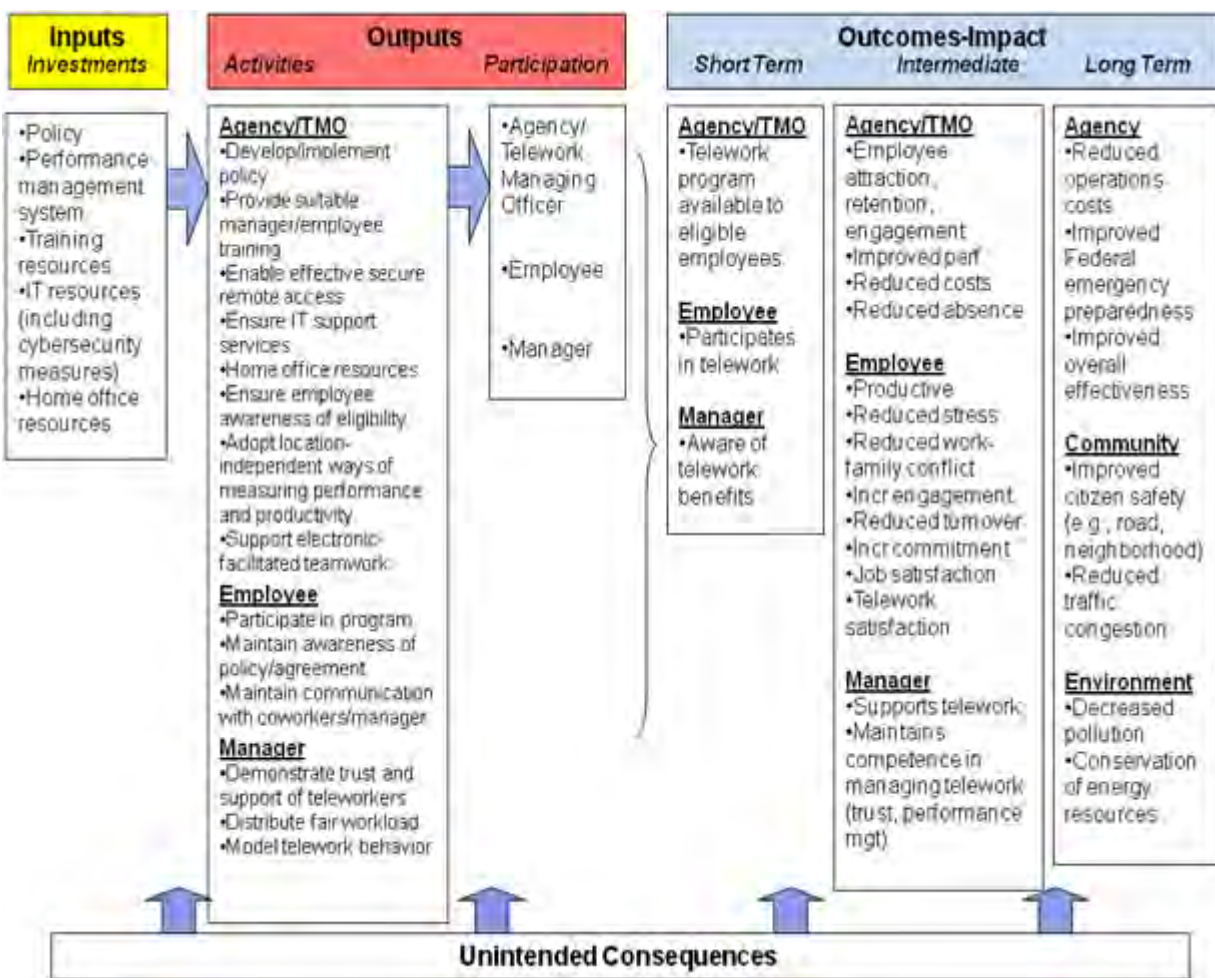 Inputs
Investments
Outputs
Activities
Participation
Outcomes-Impact
Short Term
Intermediate
Long Term
•Policy
•Performance
management
system
•Training
resources
•IT resources
(including
cybersecurity
measures)
•Home office
resources
Agency/TMO
•Develop/implement
policy
•Provide suitable
manager/employee
training
•Enable effective secure
remote access
•Ensure IT support
services
•Home office resources
•Ensure employee
awareness of eligibility
•Adopt location-
independent ways of
measuring performance
and productivity
•Support electronic-
facilitated teamwork
Employee
•Participate in program
•Maintain awareness of
policy/agreement
•Maintain communication
with coworkers/manager
Manager
•Demonstrate trust and
support of teleworkers
•Distribute fair workload
•Model telework behavior
•Agency/
Telework
Managing
Officer
•Employee
•Manager
Agency/TMO
•Telework
program
available to
eligible
employees
Employee
•Participates
in telework
Manager
•Aware of
telework
benefits
Agency/TMO
•Employee
attraction,
retention,
engagement
•Improved perf
•Reduced costs
•Reduced absence
Employee
•Productive
•Reduced stress
•Reduced work-
family conflict
•Incr engagement
•Reduced turnover
•Incr commitment
•Job satisfaction
•Telework
satisfaction
Manager
•Supports telework
•Maintains
competence in
managing telework
(trust, performance
mgt)
Agency
•Reduced
operations
costs
•Improved
Federal
emergency
preparedness
•Improved
overall
effectiveness
Community
•Improved
citizen safety
(e.g., road,
neighborhood)
•Reduced
traffic
congestion
Environment
•Decreased
pollution
•Conservation
of energy
resources
Unintended Consequences